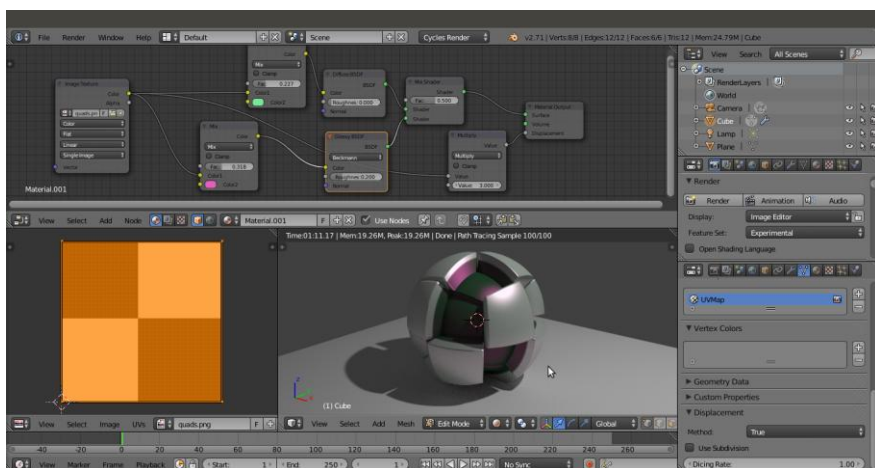 File Render Window Help Default Scene Cycles Render v2.71 | Verts:8/8 | Edges:12/12 | Faces:6/6 | Tris:12 | Mem:24.79M | Cube
View Search All Scenes
Scene
RenderLayers
World
Camera
Cube
Lamp
Plane
Image Texture
Color
Alpha
quads.pn F
Color
Flat
Linear
Single Image
Vector
Color
Mix
Clamp
Fac: 0.227
Color1
Color2
Mix
Color
Mix
Clamp
Fac: 0.318
Color1
Color2
Diffuse BSDF
BSDF
Color
Roughness: 0.000
Normal
Glossy BSDF
BSDF
Beckmann
Color
Roughness: 0.200
Normal
Mix Shader
Shader
Fac: 0.500
Shader
Shader
Multiply
Value
Multiply
Clamp
Value
Value: 3.000
Material Output
Surface
Volume
Displacement
Material.001
View Select Add Node Material.001 F Use Nodes
Time:01:11.17 | Mem:19.26M, Peak:19.26M | Done | Path Tracing Sample 100/100
(1) Cube
View Select Image UVs quads.png F
View Select Add Mesh Edit Mode Global
-40 -20 0 20 40 60 80 100 120 140 160 180 200 220 240 260
View Marker Frame Playback Start: 1 End: 250 1 No Sync
Render
Render Animation Audio
Display: Image Editor
Feature Set: Experimental
Open Shading Language
UVMap
Vertex Colors
Geometry Data
Custom Properties
Displacement
Method: True
Use Subdivision
Dicing Rate: 1.00